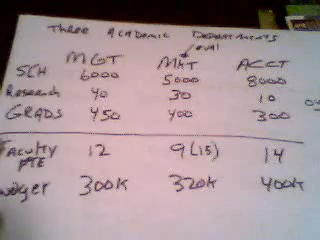 Three Academic Departments
eval
MGT MKT ACCT
SCH 6000 5000 8000
Research 40 30 10
GRADS 450 400 300
Faculty FTE 12 9(15) 14
300K 320K 400K